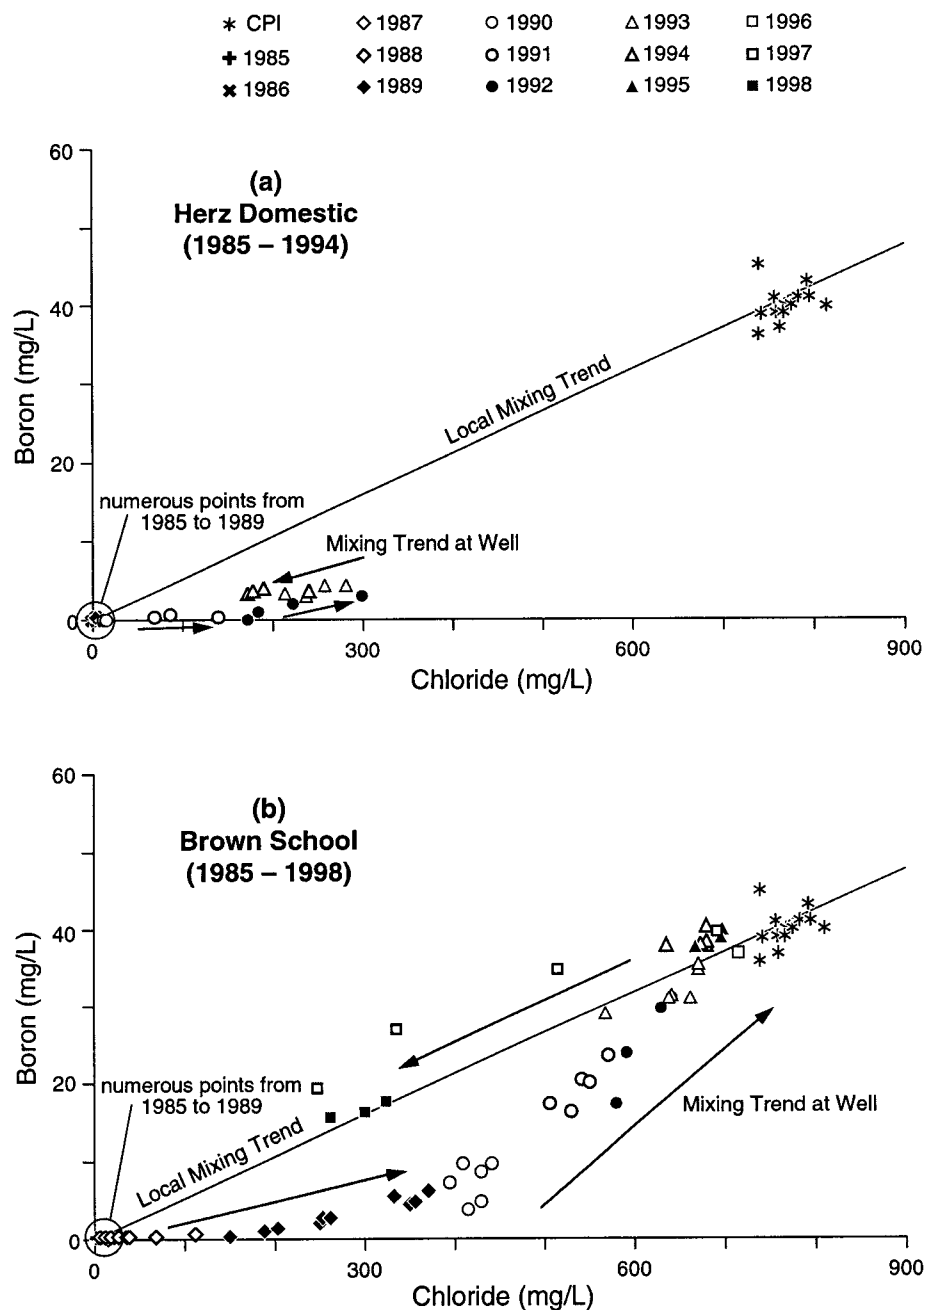 CPI 1987 1990 1993 1996
1985 1988 1991 1994 1997
1986 1989 1992 1995 1998
60
(a)
Herz Domestic
(1985 – 1994)
40
Boron (mg/L)
Local Mixing Trend
20
numerous points from
1985 to 1989
Mixing Trend at Well
0
0 300 600 900
Chloride (mg/L)
60
(b)
Brown School
(1985 – 1998)
40
Boron (mg/L)
20
numerous points from
1985 to 1989
Mixing Trend at Well
Local Mixing Trend
0
0 300 600 900
Chloride (mg/L)